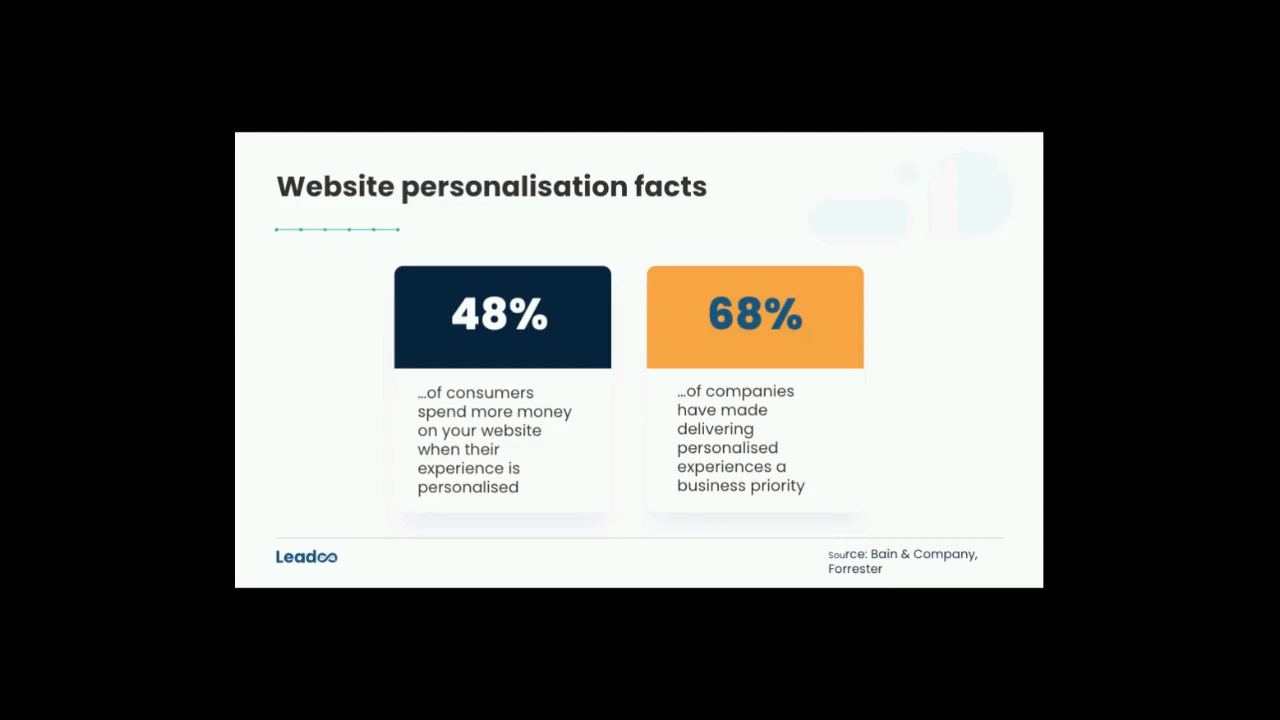 Website personalisation facts
48%
...of consumers
spend more money
on your website
when their
experience is
personalised
68%
...of companies
have made
delivering
personalised
experiences a
business priority
Leadoo
Source: Bain & Company,
Forrester